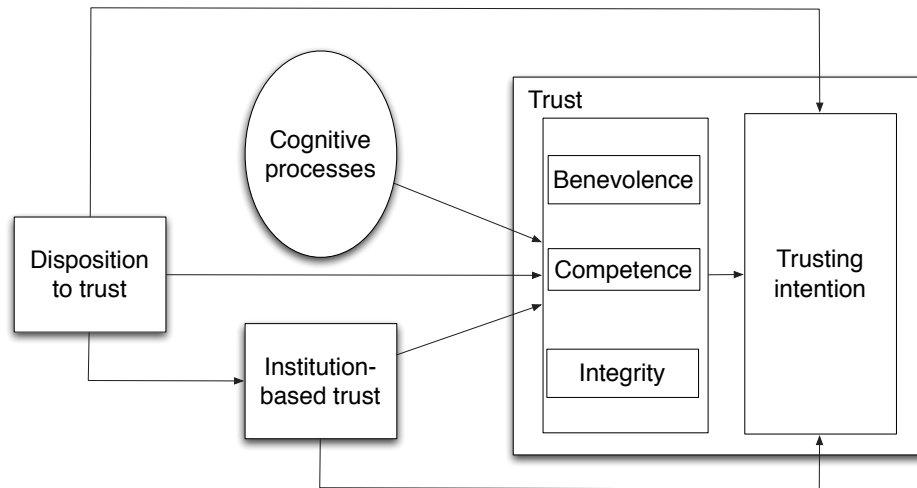 Trust
Cognitive
processes
Benevolence
Disposition
to trust
Competence
Trusting
intention
Institution-
based trust
Integrity